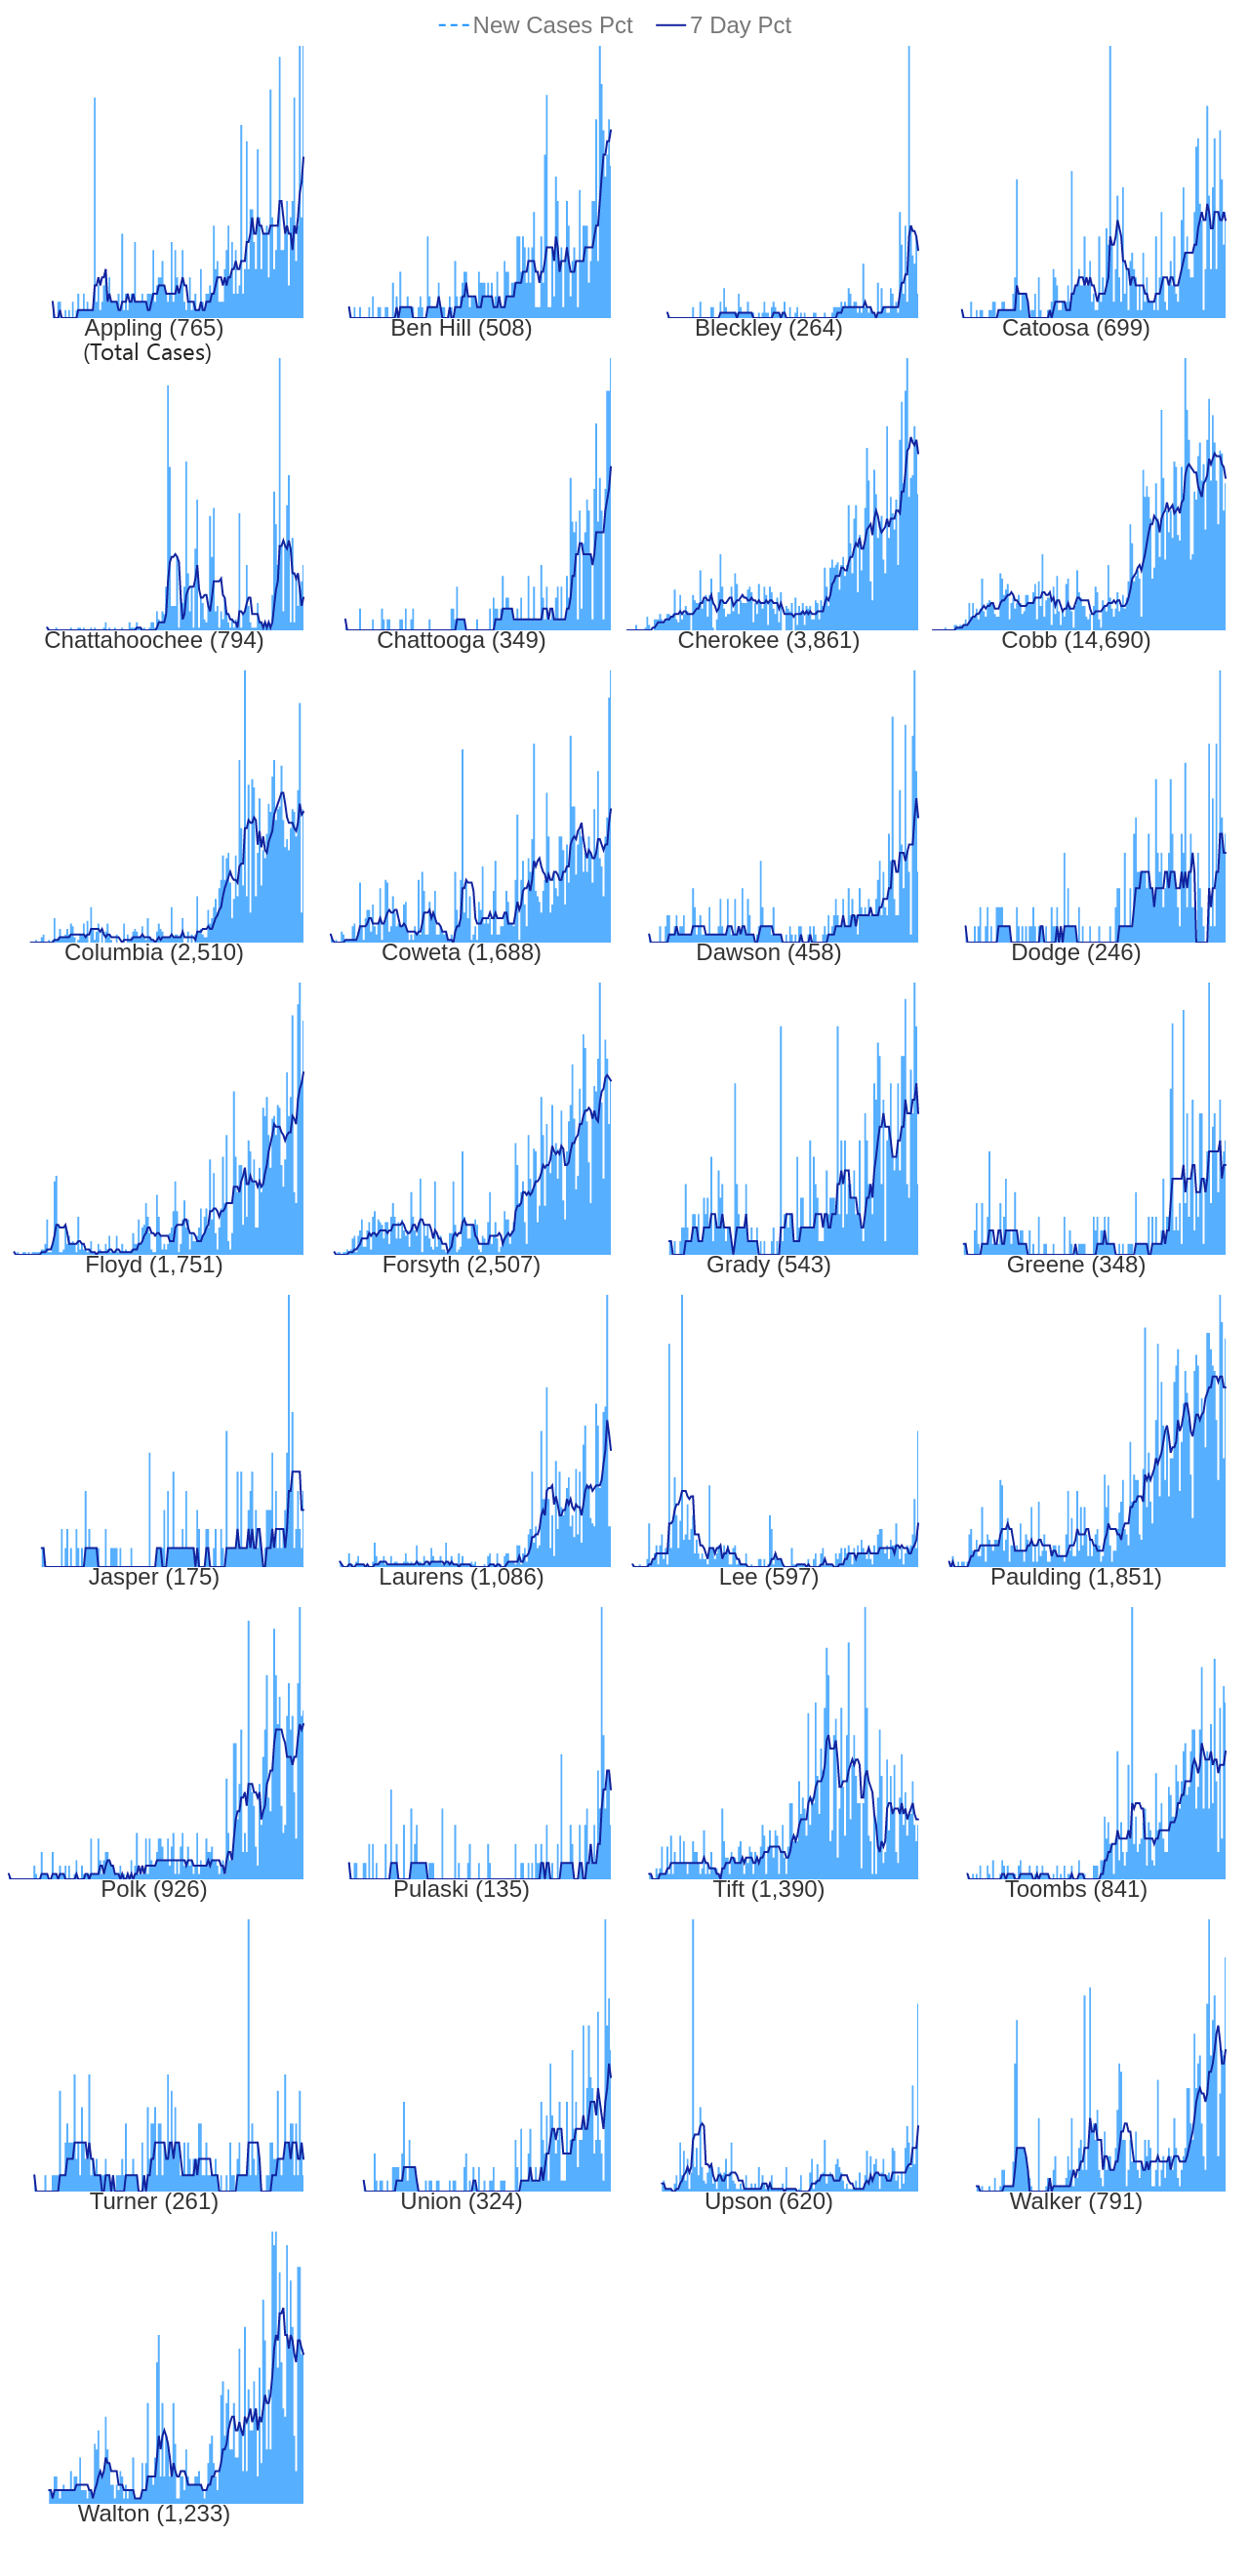 New Cases Pct 7 Day Pct
Appling (765) Ben Hill (508) Bleckley (264) Catoosa (699)
(Total Cases)
Chattahoochee (794) Chattooga (349) Cherokee (3,861) Cobb (14,690)
Columbia (2,510) Coweta (1,688) Dawson (458) Dodge (246)
Floyd (1,751) Forsyth (2,507) Grady (543) Greene (348)
Jasper (175) Laurens (1,086) Lee (597) Paulding (1,851)
Polk (926) Pulaski (135) Tift (1,390) Toombs (841)
Turner (261) Union (324) Upson (620) Walker (791)
Walton (1,233)